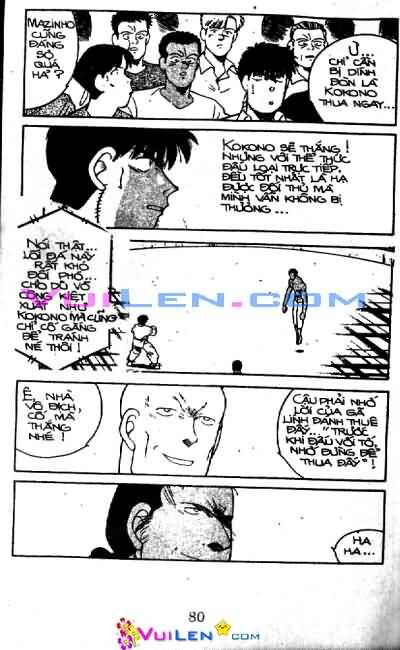 MAZINHO
CŨNG
ĐÁNG
SỢ
QUÁ
HẢ?
Ừ...
CHỈ CẦN
BỊ DÍNH
ĐÒN LÀ
KOKONO
THUA NGAY...
KOKONO SẼ THẮNG!
NHƯNG VỚI THỂ THỨC
ĐẤU LOẠI TRỰC TIẾP,
ĐỀU TỐT NHẤT LÀ HẠ
ĐƯỢC ĐỐI THỦ MÀ
MÌNH VẪN KHÔNG BỊ
THƯƠNG...
NÓI THẬT...
LỐI ĐÁ NÀY
RẤT KHÓ
ĐỐI PHÓ...
CHO DÙ VÕ
CÔNG KIỆT
XUẤT NHƯ
KOKONO MÀ CŨNG
CHỈ CỐ GẮNG
ĐỂ TRÁNH
NÉ THÔI!
VUILEN.COM
Ê, NHÀ
VÔ ĐỊCH,
CỐ MÀ
THẮNG
NHÉ!
CẬU PHẢI NHỚ
LỜI CỦA GÃ
LÍNH ĐÁNH THUÊ
ĐẤY..."TRƯỚC
KHI ĐẤU VỚI TỚ,
NHỚ ĐỪNG ĐỂ
THUA ĐẤY"!
HA
HA...
80
VUILEN.COM